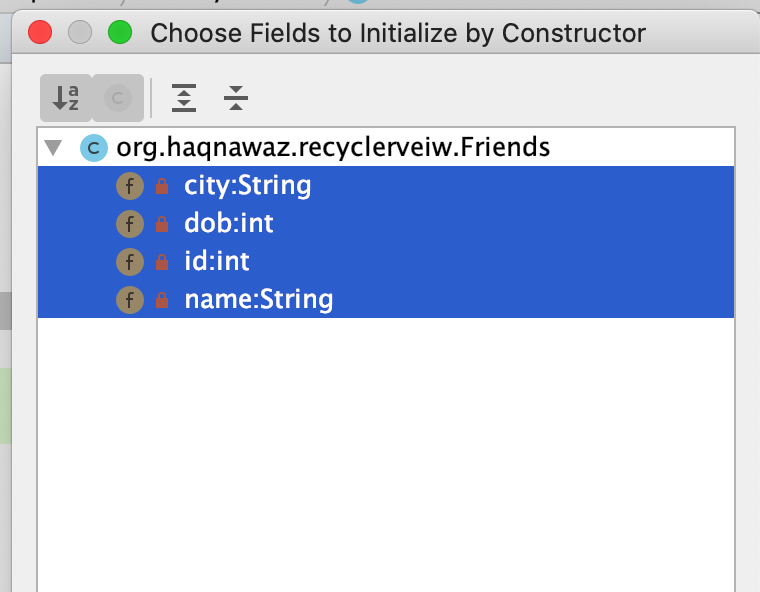 Choose Fields to Initialize by Constructor
org.haqnawaz.recyclerveiw.Friends
city:String
dob:int
id:int
name:String